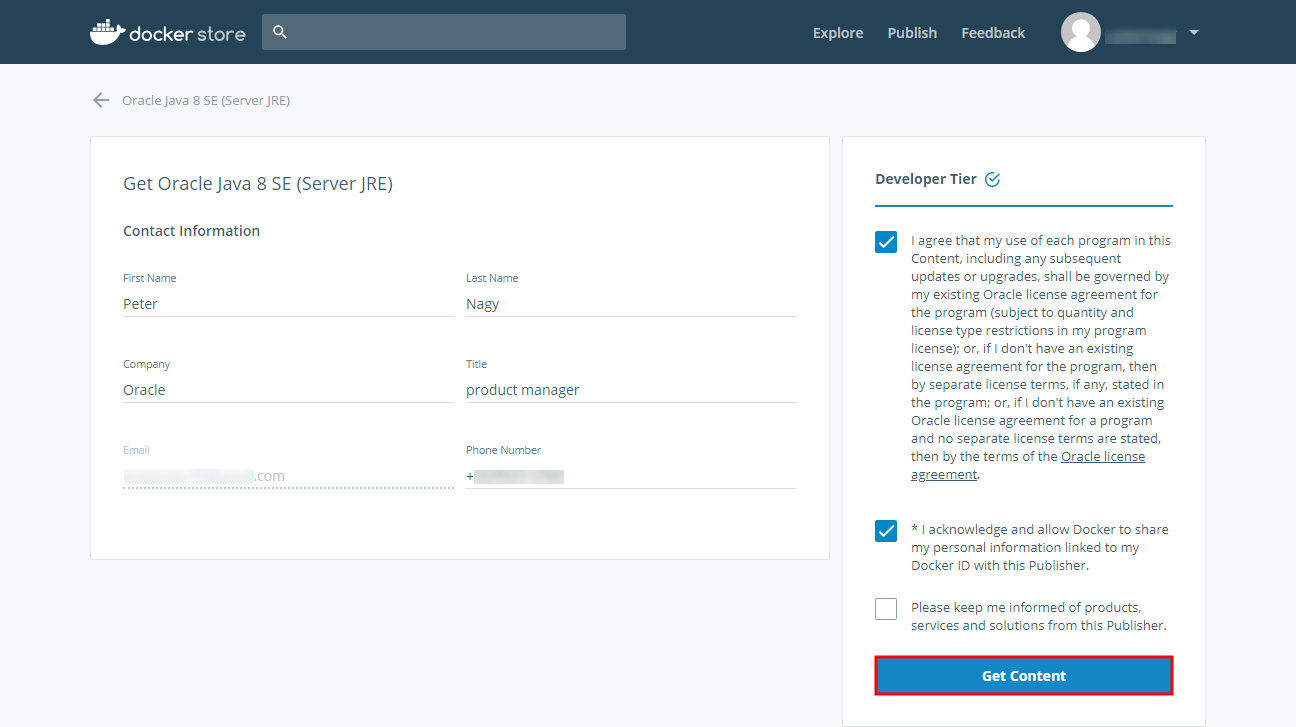 docker store
Explore Publish Feedback
Oracle Java 8 SE (Server JRE)
Get Oracle Java 8 SE (Server JRE)
Contact Information
First Name
Peter
Last Name
Nagy
Company
Oracle
Title
product manager
Email
.com
Phone Number
+
Developer Tier
I agree that my use of each program in this
Content, including any subsequent
updates or upgrades, shall be governed by
my existing Oracle license agreement for
the program (subject to quantity and
license type restrictions in my program
license); or, if I don't have an existing
license agreement for the program, then
by separate license terms, if any, stated in
the program; or, if I don't have an existing
Oracle license agreement for a program
and no separate license terms are stated,
then by the terms of the Oracle license
agreement.
* I acknowledge and allow Docker to share
my personal information linked to my
Docker ID with this Publisher.
Please keep me informed of products,
services and solutions from this Publisher.
Get Content